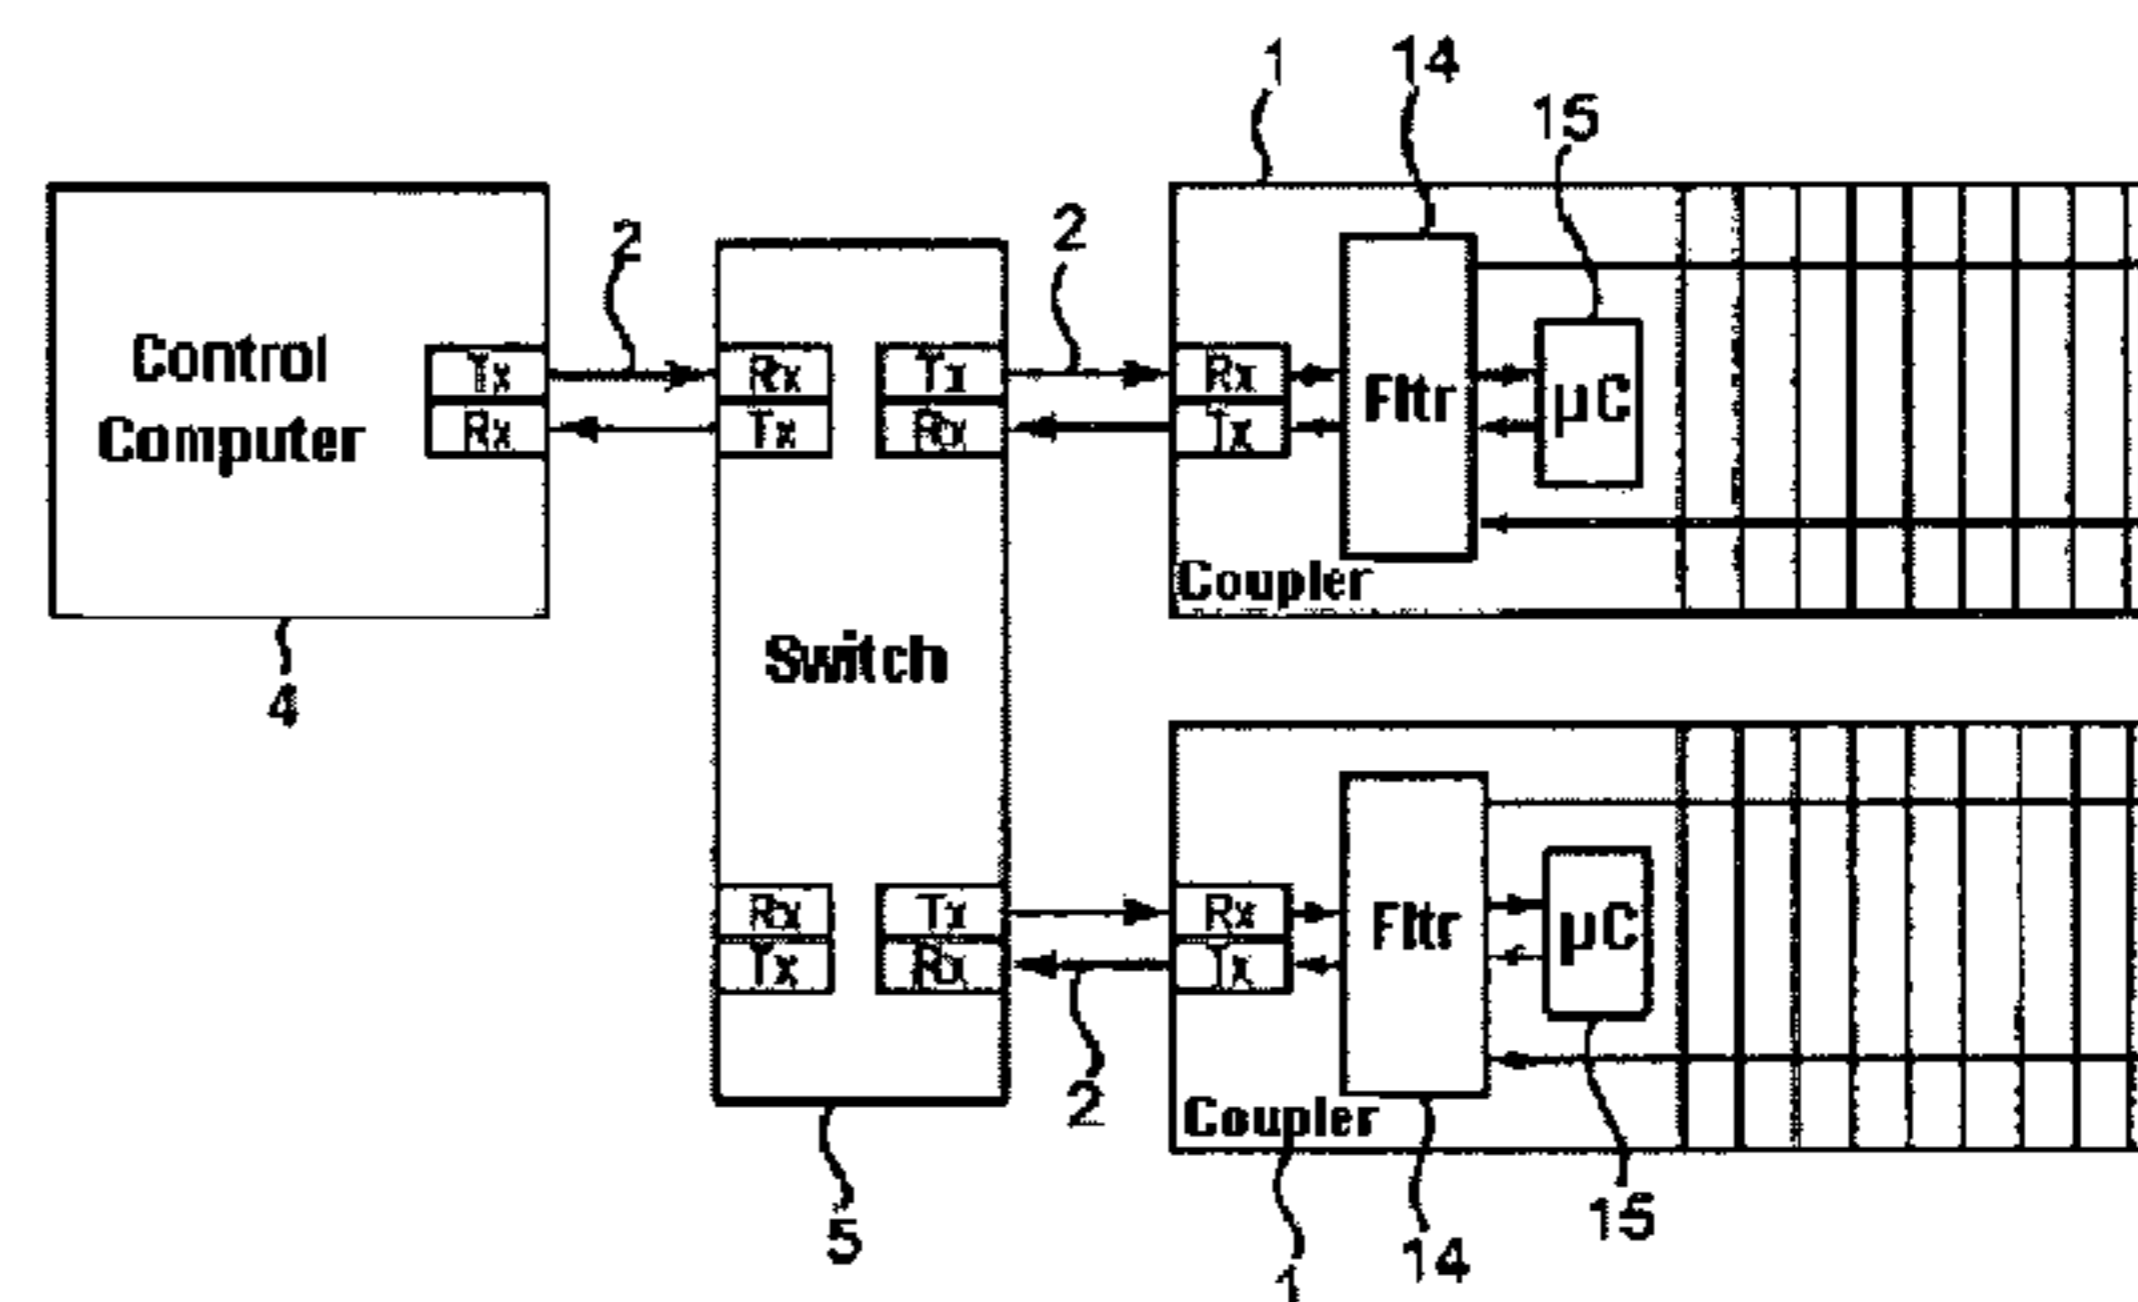 1 14
15
2 2
Control
Computer
Tx Rx Tx Rx
Rx Tx Rx Tx
Fltr µC
Coupler
Switch
4
Rx Tx Rx
Tx Rx Tx
Fltr µC
2
Coupler
5 1 14 15